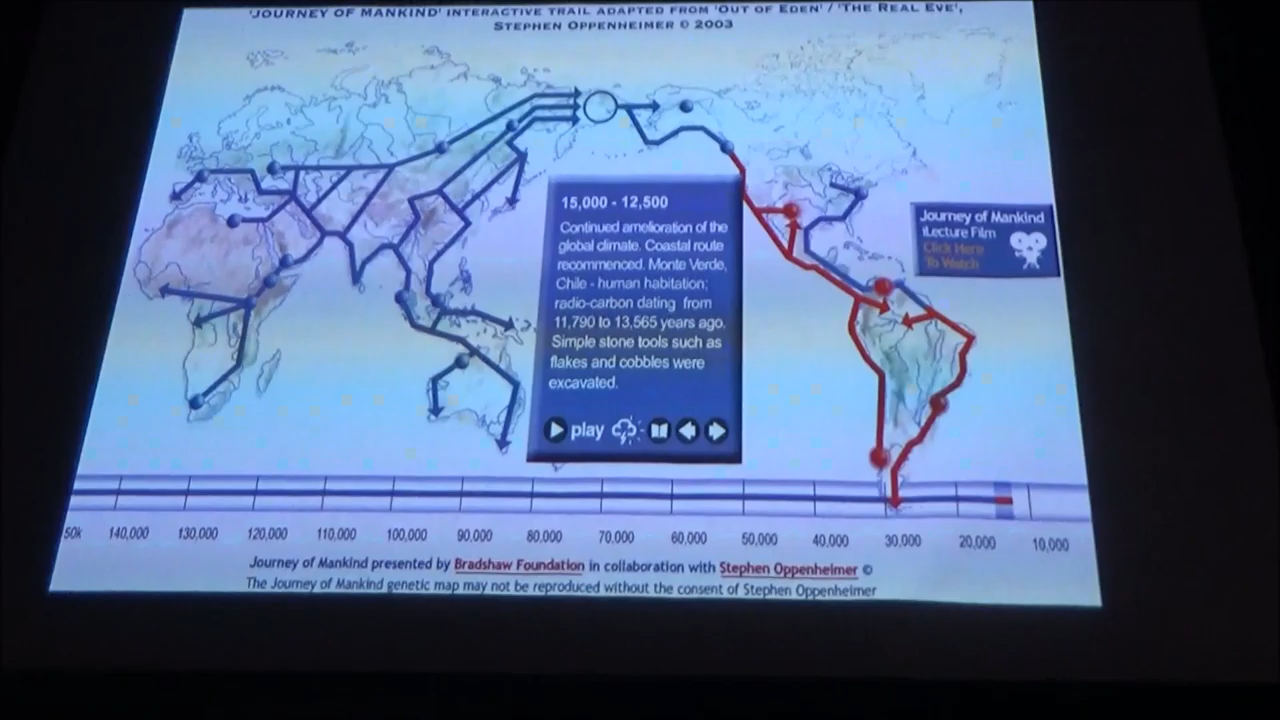 'JOURNEY OF MANKIND' INTERACTIVE TRAIL ADAPTED FROM 'OUT OF EDEN' / 'THE REAL EVE',
STEPHEN OPPENHEIMER © 2003
15,000 - 12,500
Continued amelioration of the
global climate. Coastal route
recommenced. Monte Verde,
Chile - human habitation;
radio-carbon dating from
11,790 to 13,565 years ago.
Simple stone tools such as
flakes and cobbles were
excavated.
play
Journey of Mankind
iLecture Film
Click Here
To Watch
50k 140,000 130,000 120,000 110,000 100,000 90,000 80,000 70,000 60,000 50,000 40,000 30,000 20,000 10,000
Journey of Mankind presented by Bradshaw Foundation in collaboration with Stephen Oppenheimer ©
The Journey of Mankind genetic map may not be reproduced without the consent of Stephen Oppenheimer